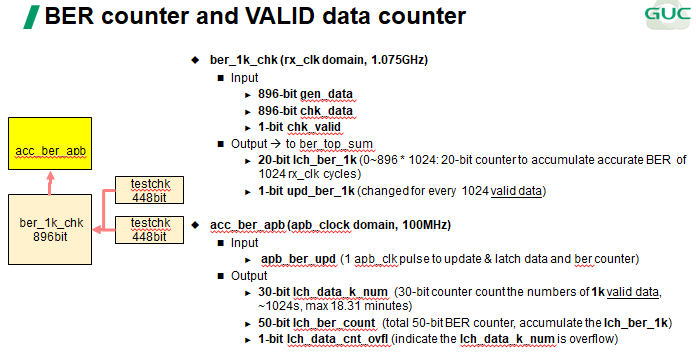 BER counter and VALID data counter
GUC
ber_1k_chk (rx_clk domain, 1.075GHz)
Input
896-bit gen_data
896-bit chk_data
1-bit chk_valid
Output → to ber_top_sum
20-bit lch_ber_1k (0~896 * 1024: 20-bit counter to accumulate accurate BER of
1024 rx_clk cycles)
1-bit upd_ber_1k (changed for every 1024 valid data)
acc_ber_apb
testchk
448bit
ber_1k_chk
896bit
testchk
448bit
acc_ber_apb (apb_clock domain, 100MHz)
Input
apb_ber_upd (1 apb_clk pulse to update & latch data and ber counter)
Output
30-bit lch_data_k_num (30-bit counter count the numbers of 1k valid data,
~1024s, max 18.31 minutes)
50-bit lch_ber_count (total 50-bit BER counter, accumulate the lch_ber_1k)
1-bit lch_data_cnt_ovfl (indicate the lch_data_k_num is overflow)